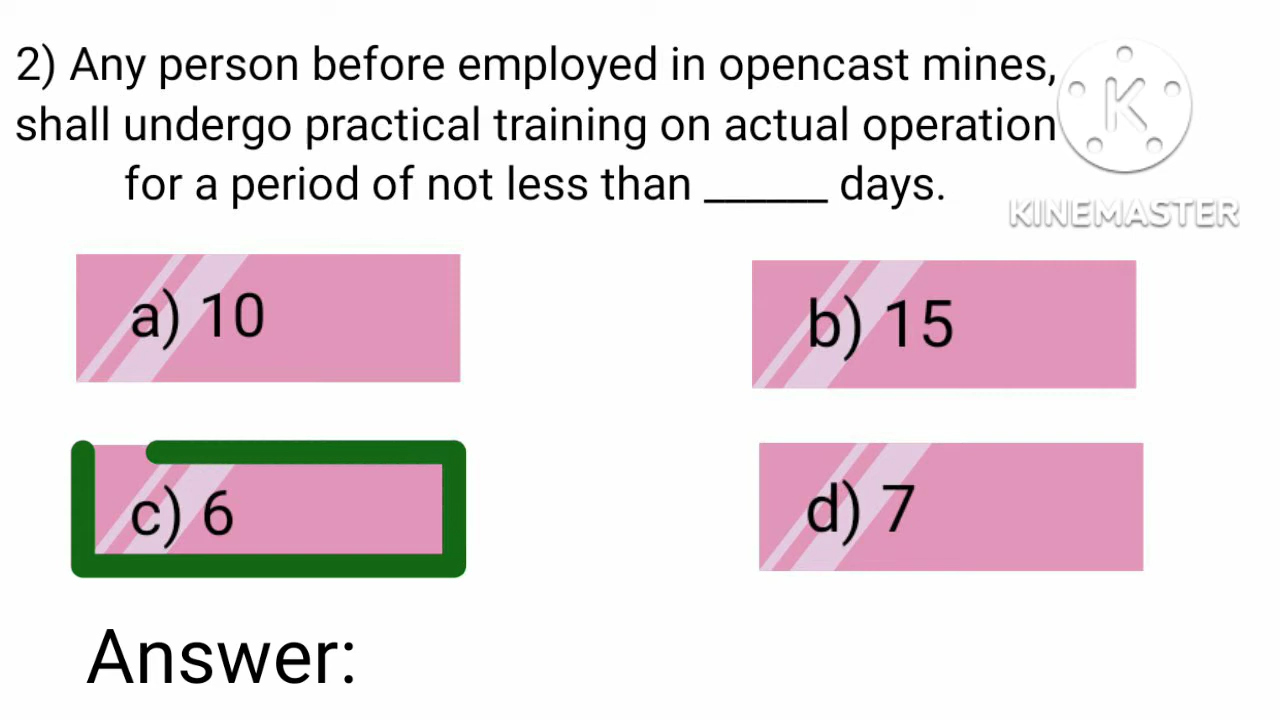 2) Any person before employed in opencast mines,
shall undergo practical training on actual operation
for a period of not less than ______ days.
K
KINEMASTER
a) 10
b) 15
c) 6
d) 7
Answer: